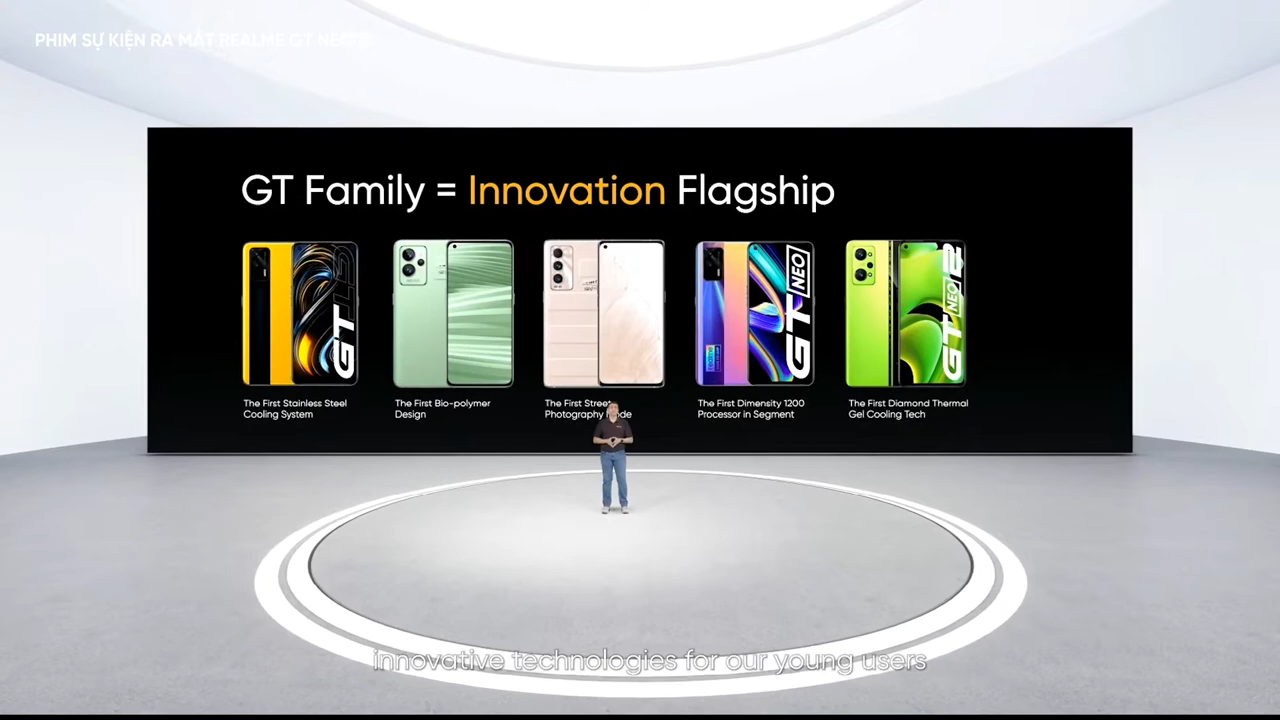 PHIM SỰ KIỆN RA MẮT REALME GT NEO
GT Family = Innovation Flagship
GT
GT NEO
GT NEO 2
The First Stainless Steel
Cooling System
The First Bio-polymer
Design
The First Street
Photography Mode
The First Dimensity 1200
Processor in Segment
The First Diamond Thermal
Gel Cooling Tech
innovative technologies for our young users